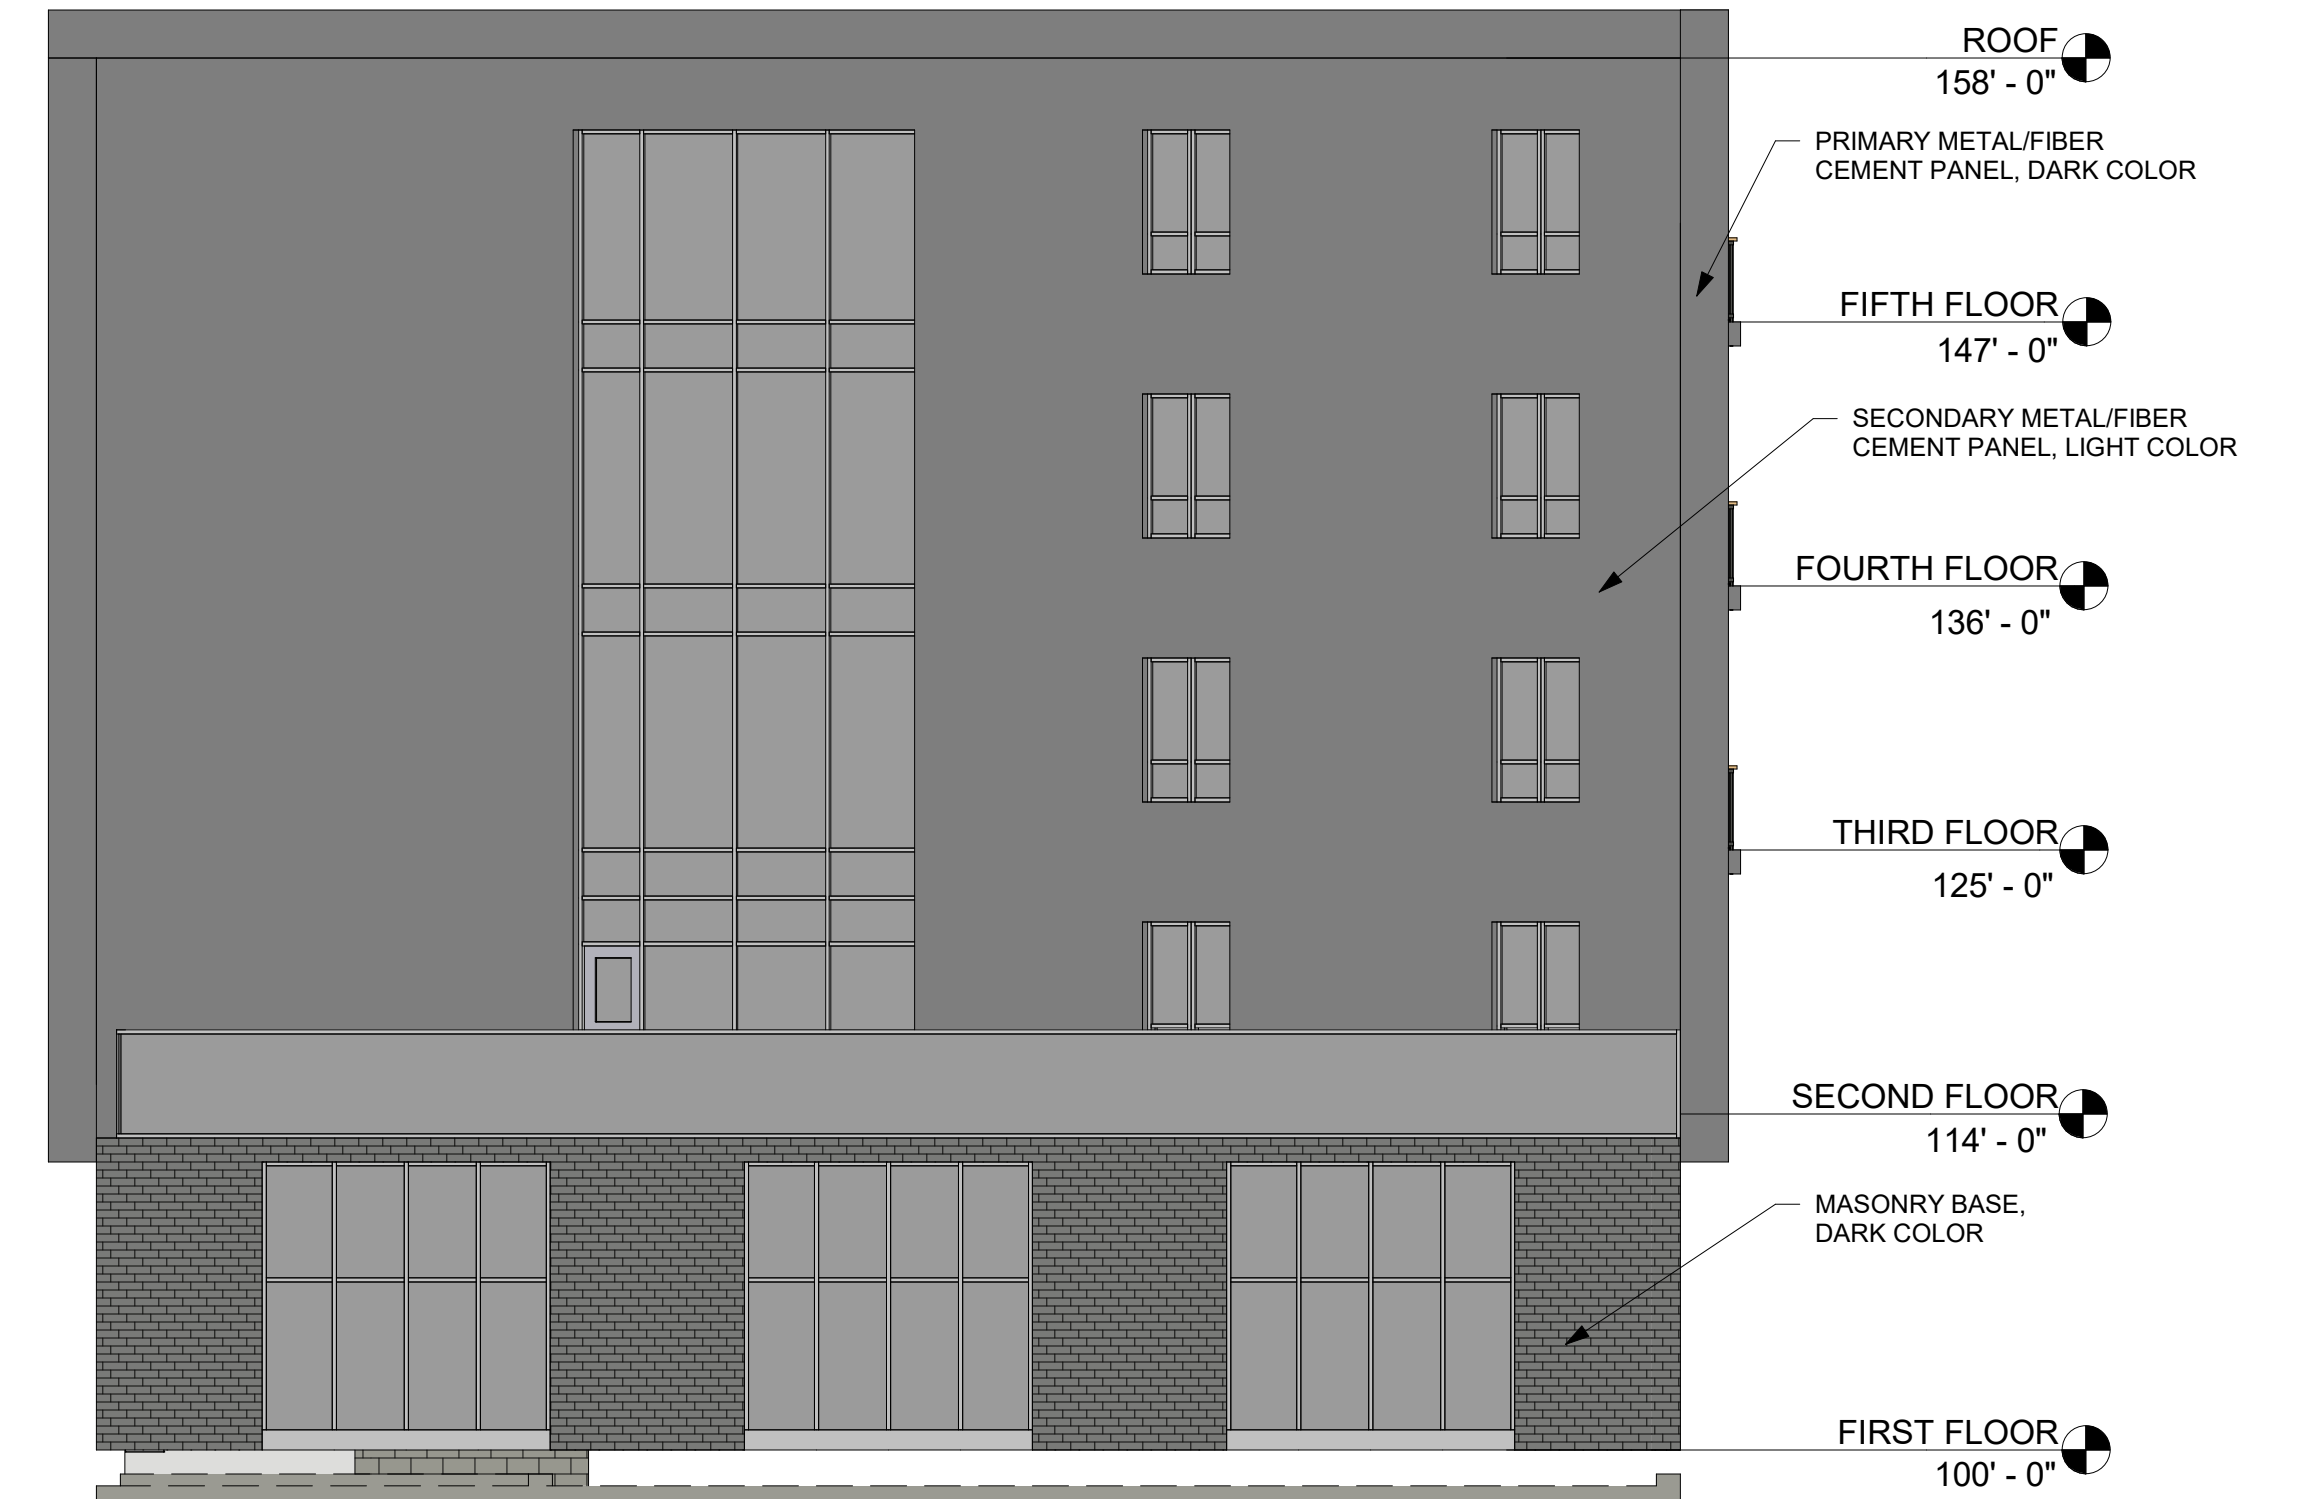 ROOF
158' - 0"
PRIMARY METAL/FIBER
CEMENT PANEL, DARK COLOR
FIFTH FLOOR
147' - 0"
SECONDARY METAL/FIBER
CEMENT PANEL, LIGHT COLOR
FOURTH FLOOR
136' - 0"
THIRD FLOOR
125' - 0"
SECOND FLOOR
114' - 0"
MASONRY BASE,
DARK COLOR
FIRST FLOOR
100' - 0"